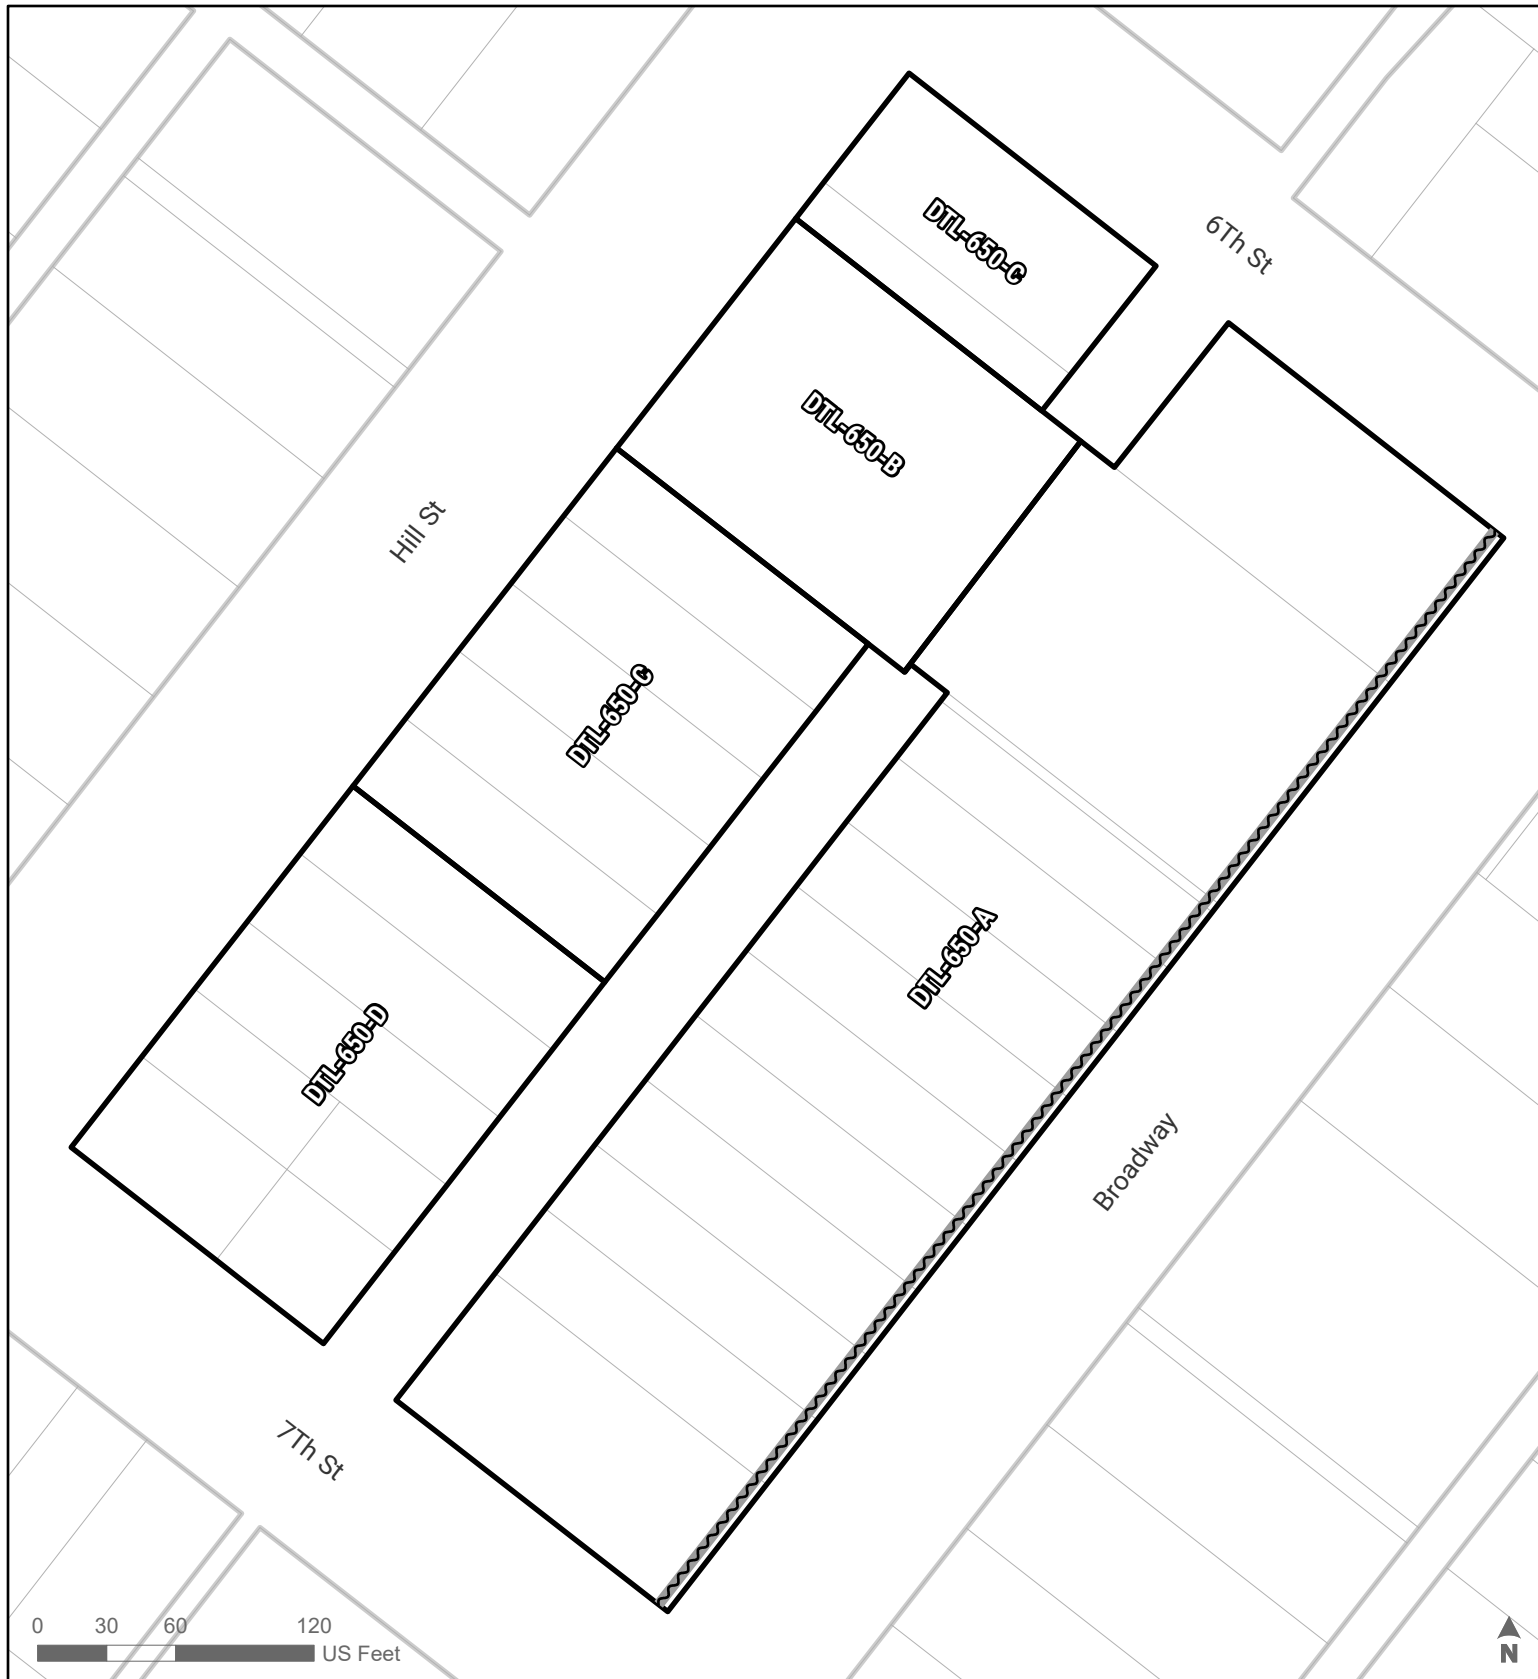 DTL-650-C
6Th St
DTL-650-B
Hill St
DTL-650-C
DTL-650-A
DTL-650-D
Broadway
7Th St
0 30 60 120
US Feet
N